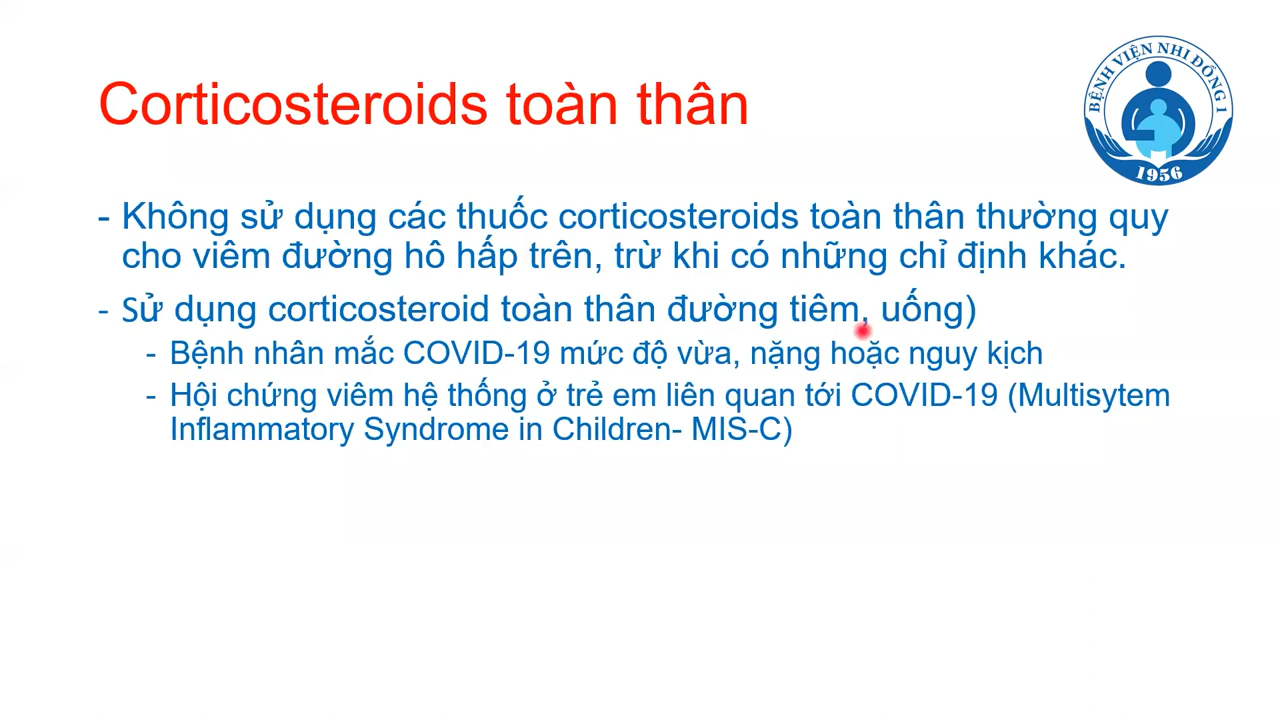 Corticosteroids toàn thân
BỆNH VIỆN NHI ĐỒNG 1
1956
- Không sử dụng các thuốc corticosteroids toàn thân thường quy
cho viêm đường hô hấp trên, trừ khi có những chỉ định khác.
- Sử dụng corticosteroid toàn thân đường tiêm, uống)
- Bệnh nhân mắc COVID-19 mức độ vừa, nặng hoặc nguy kịch
- Hội chứng viêm hệ thống ở trẻ em liên quan tới COVID-19 (Multisytem
Inflammatory Syndrome in Children- MIS-C)